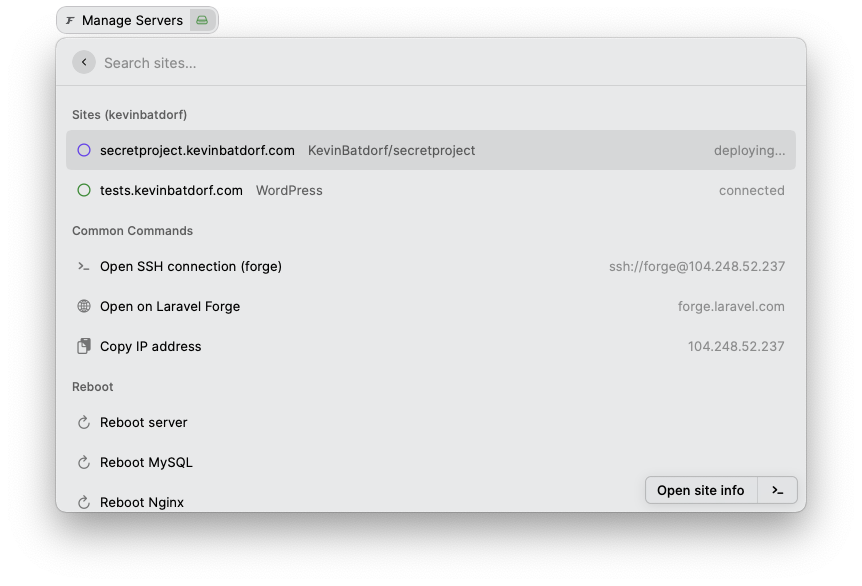 Manage Servers
Search sites...
Sites (kevinbatdorf)
secretproject.kevinbatdorf.com KevinBatdorf/secretproject deploying...
tests.kevinbatdorf.com WordPress connected
Common Commands
Open SSH connection (forge) ssh://forge@104.248.52.237
Open on Laravel Forge forge.laravel.com
Copy IP address 104.248.52.237
Reboot
Reboot server
Reboot MySQL
Open site info
Reboot Nginx